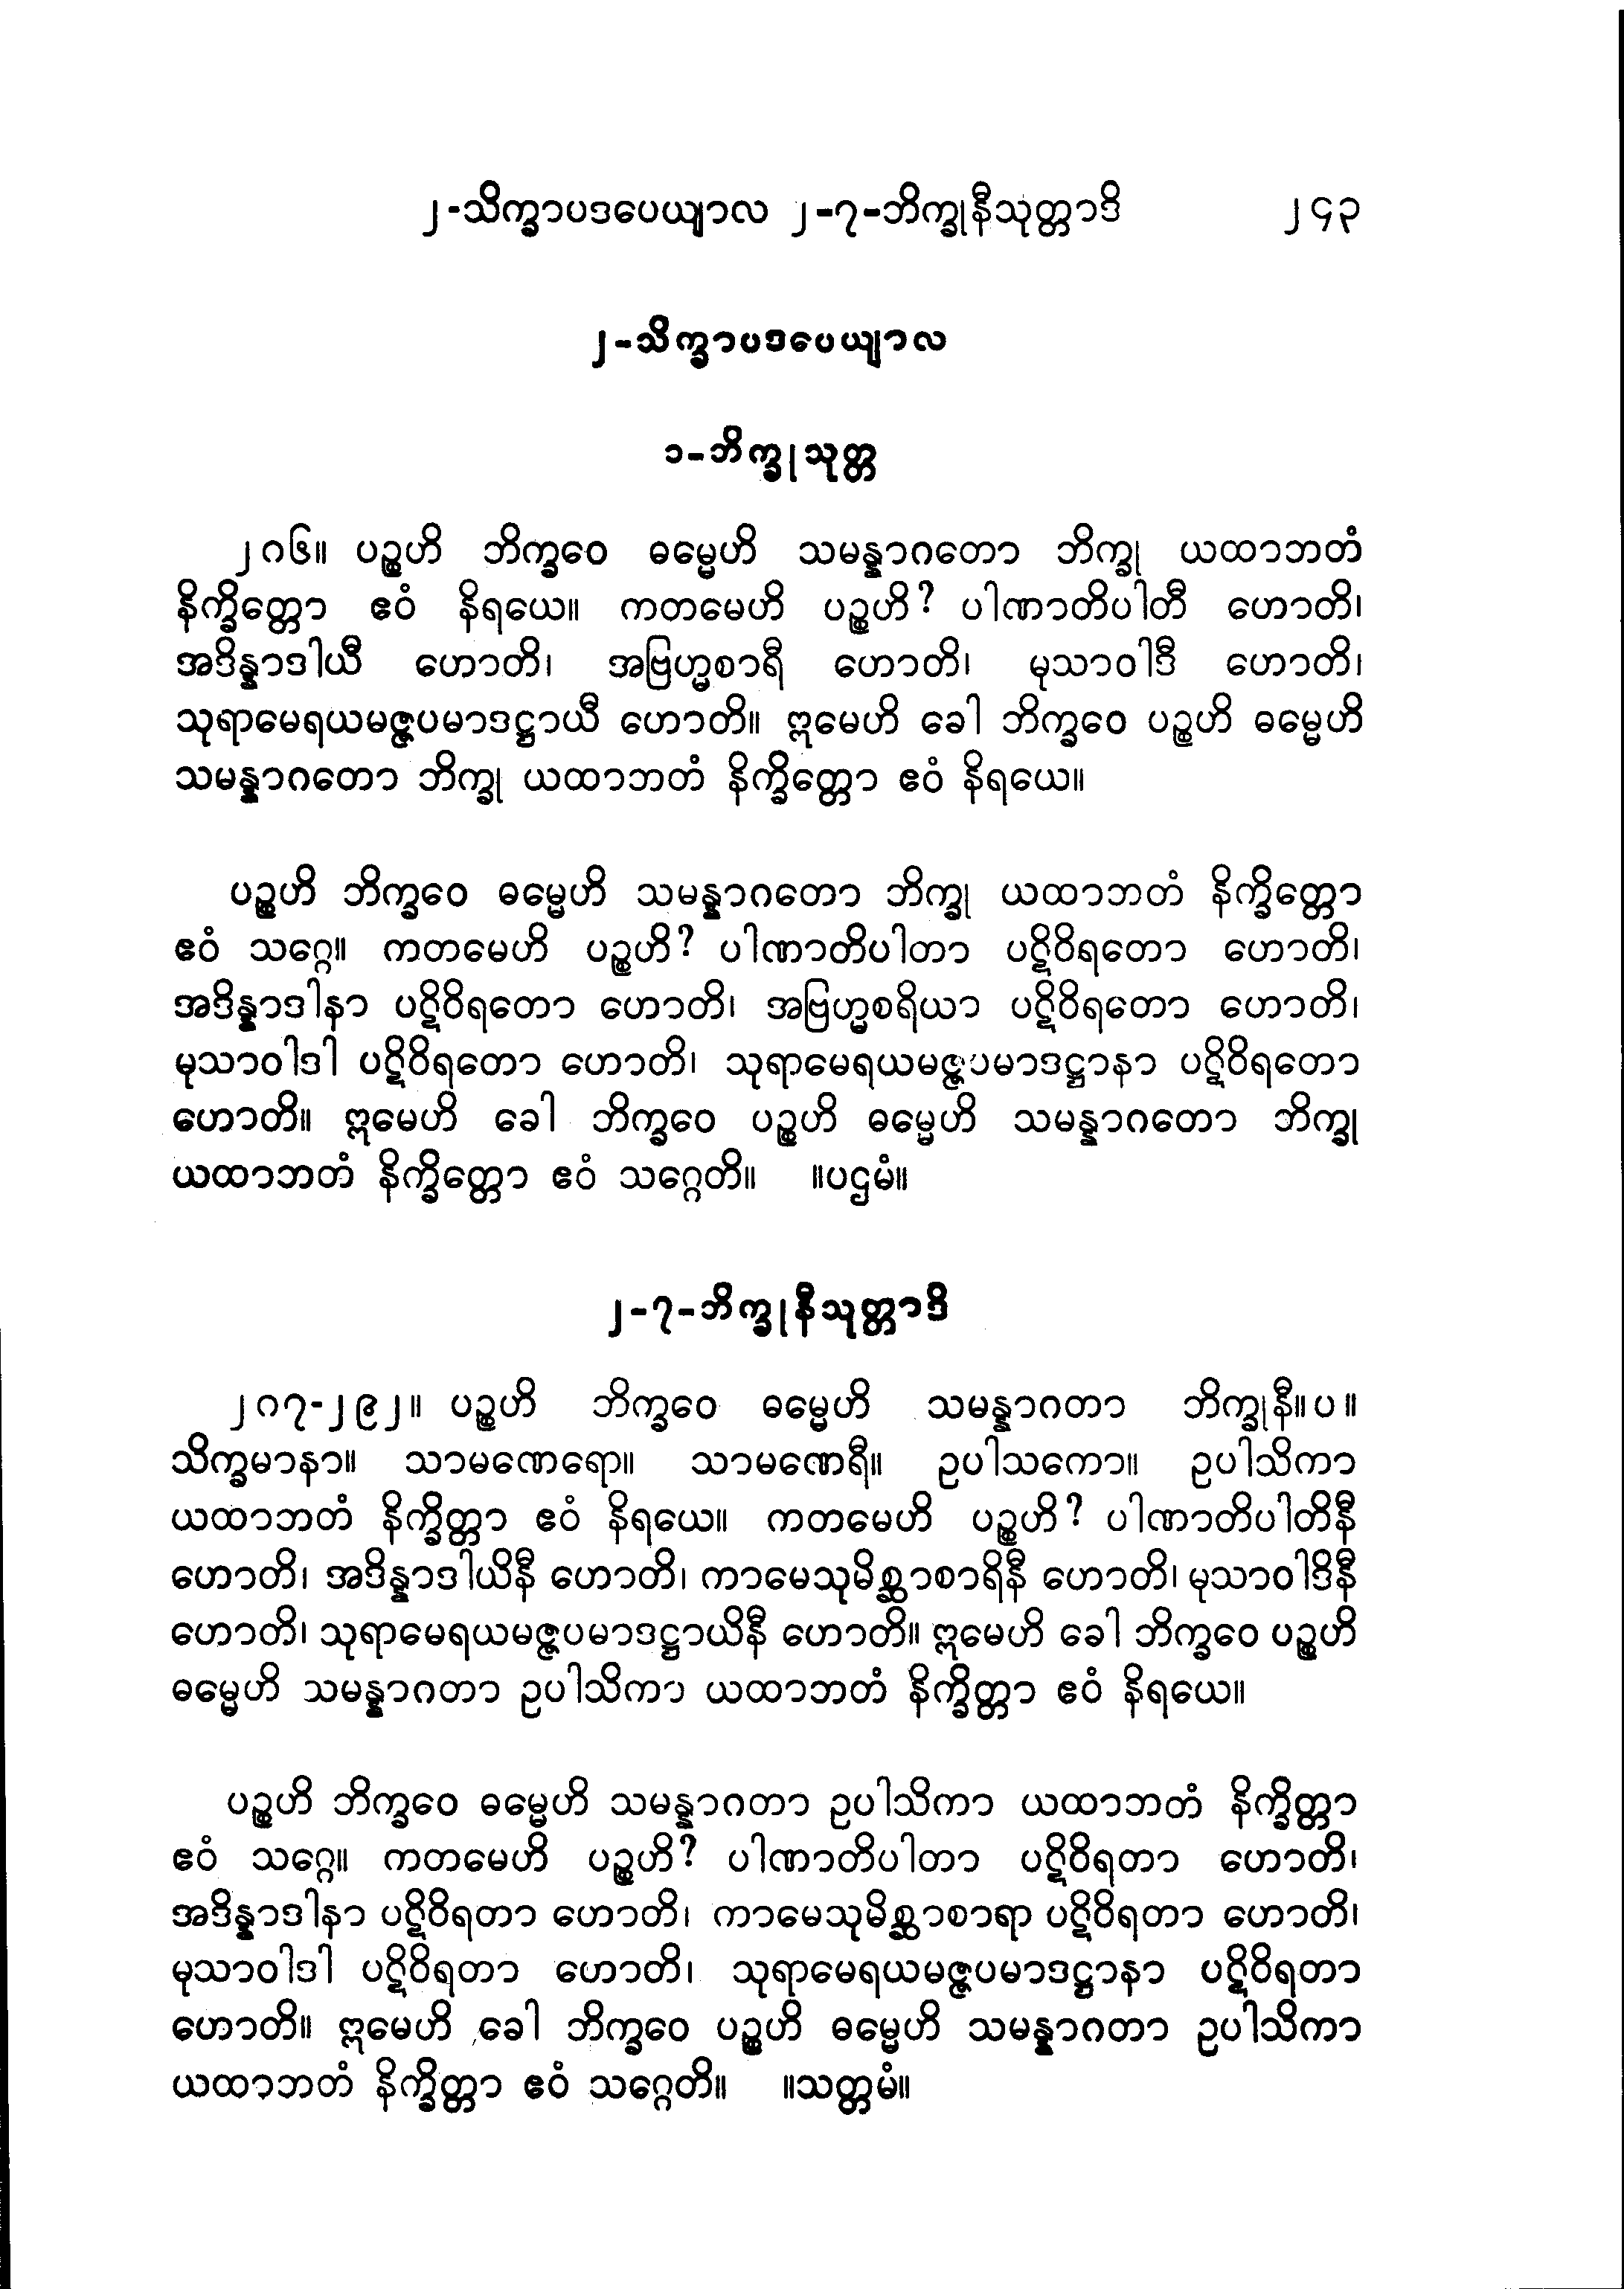 ၂-သိက္ခာပဒပေယျာလ ၂-၇-ဘိက္ခုနီသုတ္တာဒိ ၂၄၃
၂-သိက္ခာပဒပေယျာလ
၁-ဘိက္ခုသုတ္တ
၂၈၆။ ပဉ္စဟိ ဘိက္ခဝေ ဓမ္မေဟိ သမန္နာဂတော ဘိက္ခု ယထာဘတံ
နိက္ခိတ္တော ဧဝံ နိရယေ။ ကတမေဟိ ပဉ္စဟိ? ပါဏာတိပါတီ ဟောတိ၊
အဒိန္နာဒါယီ ဟောတိ၊ အဗြဟ္မစာရီ ဟောတိ၊ မုသာဝါဒီ ဟောတိ၊
သုရာမေရယမဇ္ဇပမာဒဋ္ဌာယီ ဟောတိ။ ဣမေဟိ ခေါ ဘိက္ခဝေ ပဉ္စဟိ ဓမ္မေဟိ
သမန္နာဂတော ဘိက္ခု ယထာဘတံ နိက္ခိတ္တော ဧဝံ နိရယေ။
ပဉ္စဟိ ဘိက္ခဝေ ဓမ္မေဟိ သမန္နာဂတော ဘိက္ခု ယထာဘတံ နိက္ခိတ္တော
ဧဝံ သဂ္ဂေ။ ကတမေဟိ ပဉ္စဟိ? ပါဏာတိပါတာ ပဋိဝိရတော ဟောတိ၊
အဒိန္နာဒါနာ ပဋိဝိရတော ဟောတိ၊ အဗြဟ္မစရိယာ ပဋိဝိရတော ဟောတိ၊
မုသာဝါဒါ ပဋိဝိရတော ဟောတိ၊ သုရာမေရယမဇ္ဇပမာဒဋ္ဌာနာ ပဋိဝိရတော
ဟောတိ။ ဣမေဟိ ခေါ ဘိက္ခဝေ ပဉ္စဟိ ဓမ္မေဟိ သမန္နာဂတော ဘိက္ခု
ယထာဘတံ နိက္ခိတ္တော ဧဝံ သဂ္ဂေတိ။ ။ပဌမံ။
၂-၇-ဘိက္ခုနီသုတ္တာဒိ
၂၈၇-၂၉၂။ ပဉ္စဟိ ဘိက္ခဝေ ဓမ္မေဟိ သမန္နာဂတာ ဘိက္ခုနီ။ပ။
သိက္ခမာနာ။ သာမဏေရော။ သာမဏေရီ။ ဥပါသကော။ ဥပါသိကာ
ယထာဘတံ နိက္ခိတ္တာ ဧဝံ နိရယေ။ ကတမေဟိ ပဉ္စဟိ? ပါဏာတိပါတိနီ
ဟောတိ၊ အဒိန္နာဒါယိနီ ဟောတိ၊ ကာမေသုမိစ္ဆာစာရိနီ ဟောတိ၊ မုသာဝါဒိနီ
ဟောတိ၊ သုရာမေရယမဇ္ဇပမာဒဋ္ဌာယိနီ ဟောတိ။ ဣမေဟိ ခေါ ဘိက္ခဝေ ပဉ္စဟိ
ဓမ္မေဟိ သမန္နာဂတာ ဥပါသိကာ ယထာဘတံ နိက္ခိတ္တာ ဧဝံ နိရယေ။
ပဉ္စဟိ ဘိက္ခဝေ ဓမ္မေဟိ သမန္နာဂတာ ဥပါသိကာ ယထာဘတံ နိက္ခိတ္တာ
ဧဝံ သဂ္ဂေ။ ကတမေဟိ ပဉ္စဟိ? ပါဏာတိပါတာ ပဋိဝိရတာ ဟောတိ၊
အဒိန္နာဒါနာ ပဋိဝိရတာ ဟောတိ၊ ကာမေသုမိစ္ဆာစာရာ ပဋိဝိရတာ ဟောတိ၊
မုသာဝါဒါ ပဋိဝိရတာ ဟောတိ၊ သုရာမေရယမဇ္ဇပမာဒဋ္ဌာနာ ပဋိဝိရတာ
ဟောတိ။ ဣမေဟိ ခေါ ဘိက္ခဝေ ပဉ္စဟိ ဓမ္မေဟိ သမန္နာဂတာ ဥပါသိကာ
ယထာဘတံ နိက္ခိတ္တာ ဧဝံ သဂ္ဂေတိ။ ။သတ္တမံ။